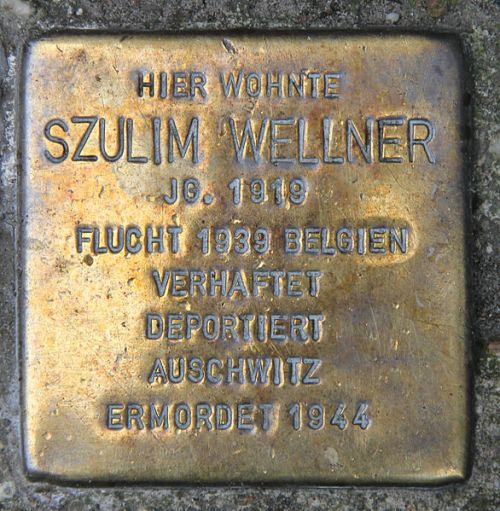 HIER WOHNTE
SZULIM WELLNER
JG. 1919
FLUCHT 1939 BELGIEN
VERHAFTET
DEPORTIERT
AUSCHWITZ
ERMORDET 1944